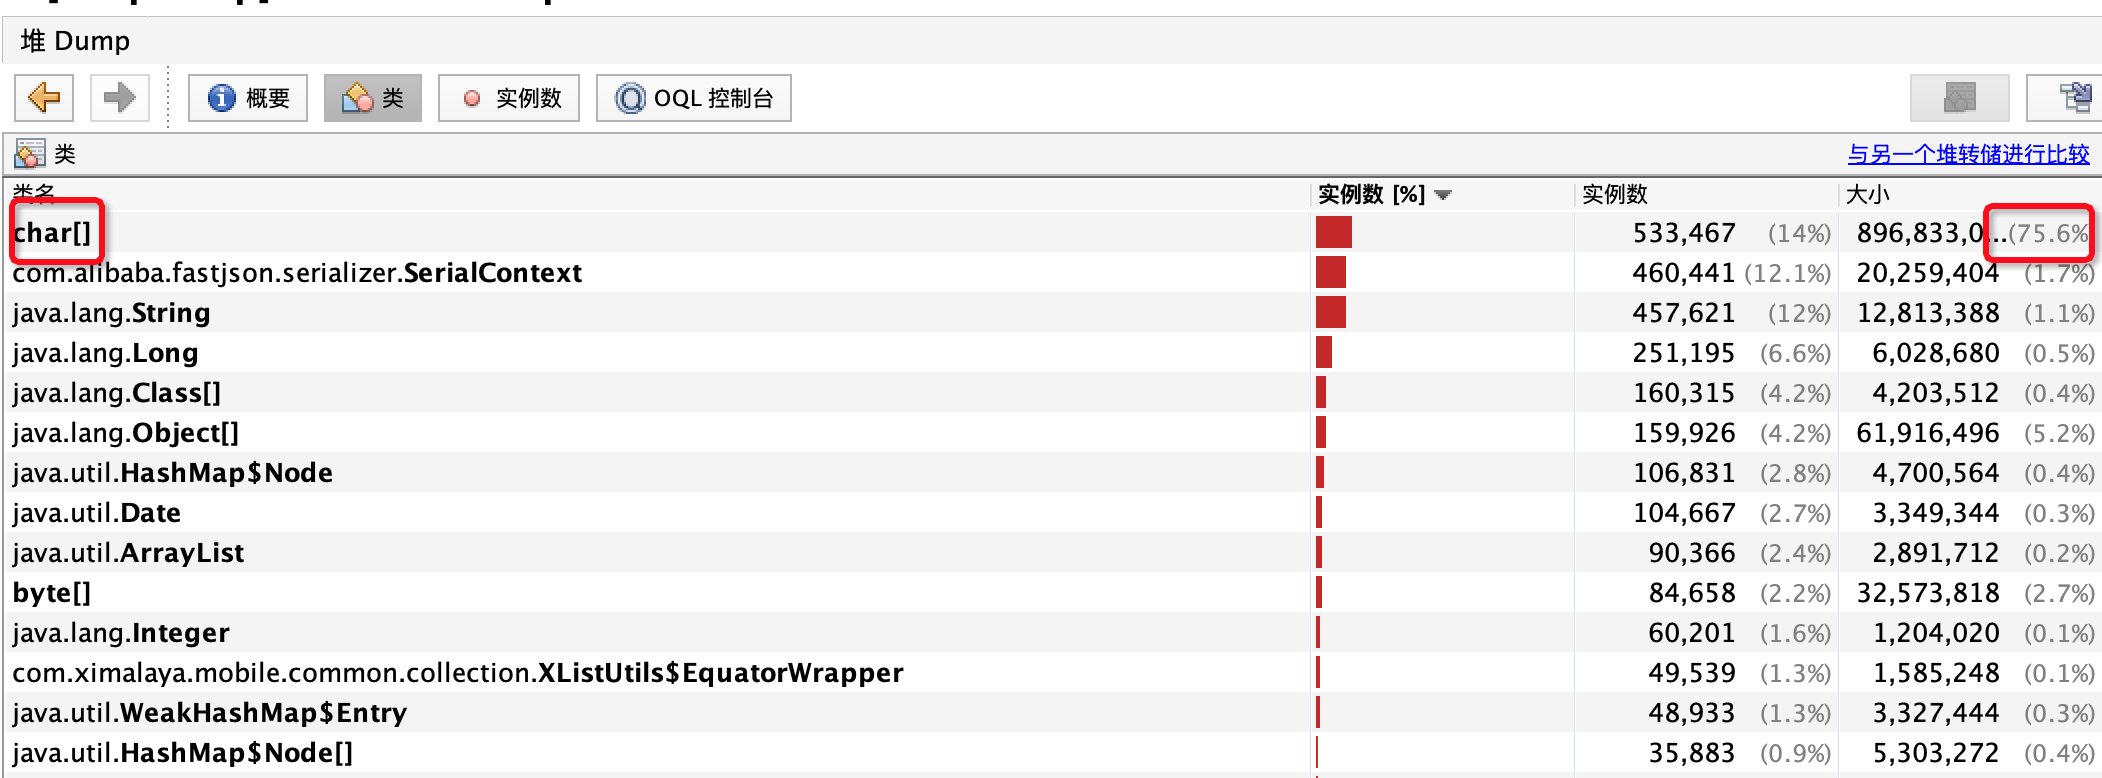 堆 Dump
概要 类 实例数 OQL 控制台
类 与另一个堆转储进行比较
类名 实例数 [%] 实例数 大小
char[] 533,467 (14%) 896,833,0... (75.6%
com.alibaba.fastjson.serializer.SerialContext 460,441 (12.1%) 20,259,404 (1.7%)
java.lang.String 457,621 (12%) 12,813,388 (1.1%)
java.lang.Long 251,195 (6.6%) 6,028,680 (0.5%)
java.lang.Class[] 160,315 (4.2%) 4,203,512 (0.4%)
java.lang.Object[] 159,926 (4.2%) 61,916,496 (5.2%)
java.util.HashMap$Node 106,831 (2.8%) 4,700,564 (0.4%)
java.util.Date 104,667 (2.7%) 3,349,344 (0.3%)
java.util.ArrayList 90,366 (2.4%) 2,891,712 (0.2%)
byte[] 84,658 (2.2%) 32,573,818 (2.7%)
java.lang.Integer 60,201 (1.6%) 1,204,020 (0.1%)
com.ximalaya.mobile.common.collection.XListUtils$EquatorWrapper 49,539 (1.3%) 1,585,248 (0.1%)
java.util.WeakHashMap$Entry 48,933 (1.3%) 3,327,444 (0.3%)
java.util.HashMap$Node[] 35,883 (0.9%) 5,303,272 (0.4%)